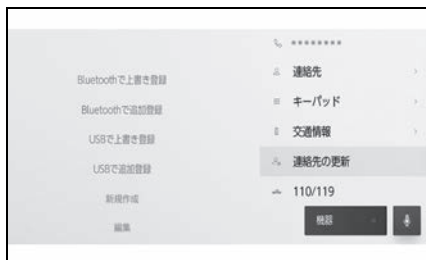 Bluetoothで上書き登録
Bluetoothで追加登録
USBで上書き登録
USBで追加登録
新規作成
編集
********
連絡先
キーパッド
交通情報
連絡先の更新
110/119
機器